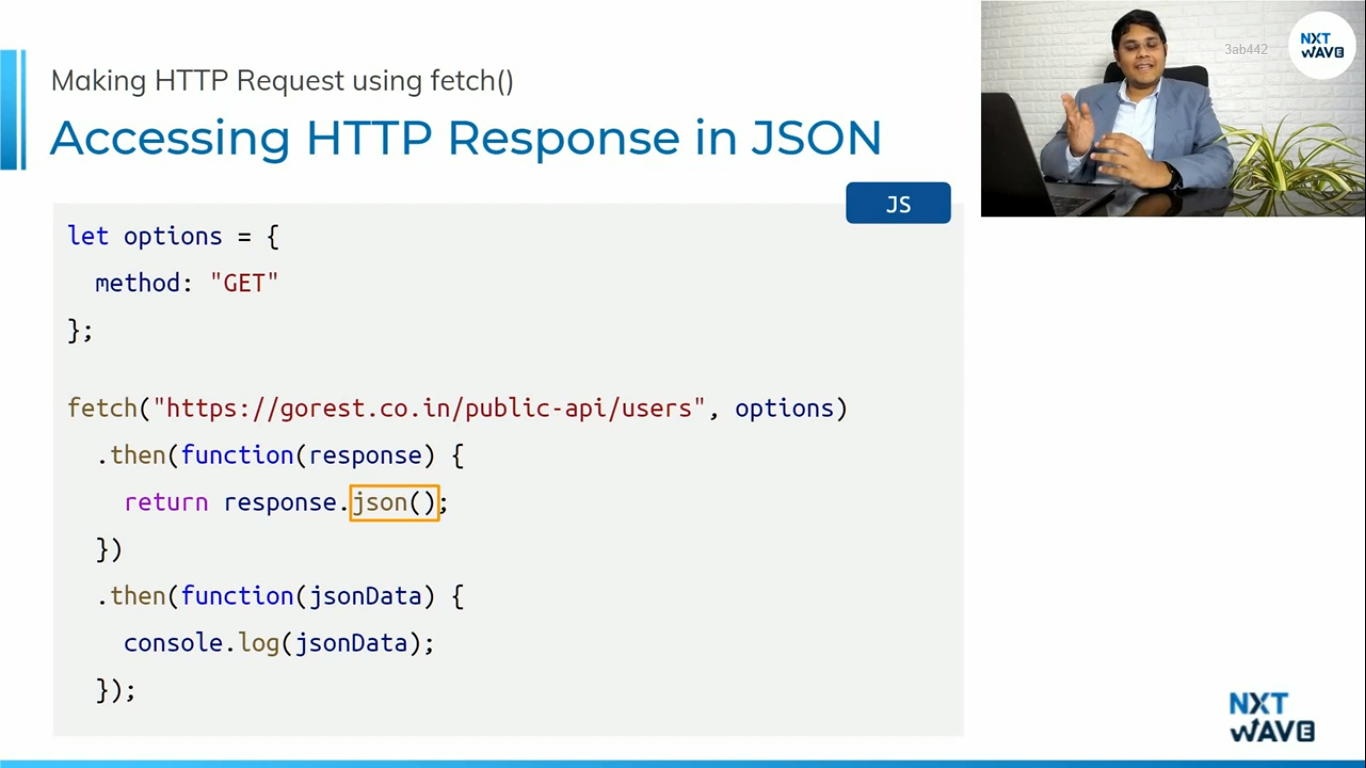 Making HTTP Request using fetch()
Accessing HTTP Response in JSON
JS
let options = {
  method: "GET"
};
fetch("https://gorest.co.in/public-api/users", options)
  .then(function(response) {
    return response.json();
  })
  .then(function(jsonData) {
    console.log(jsonData);
  });
3ab442
NXT
WAVE
NXT
WAVE